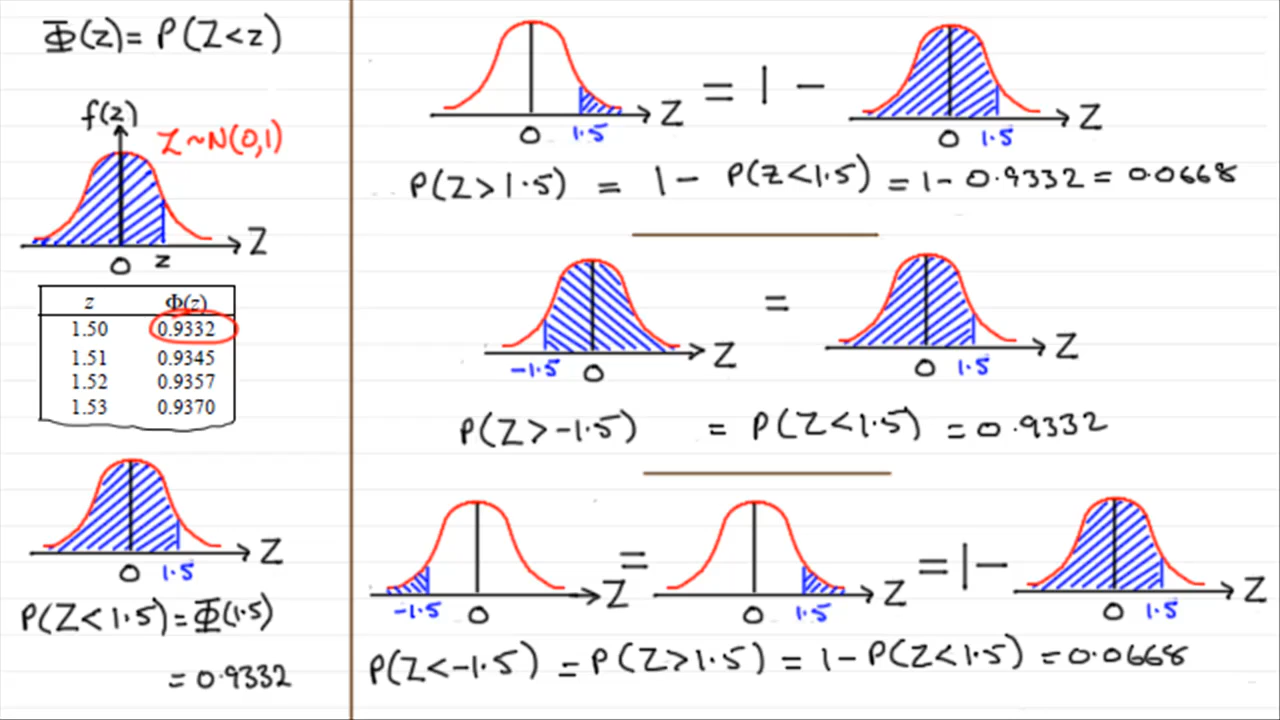 Φ(z) = P(Z<z)
f(z)
Z~N(0,1)
Z
0 z
z Φ(z)
1.50 0.9332
1.51 0.9345
1.52 0.9357
1.53 0.9370
Z
0 1.5
P(Z<1.5) = Φ(1.5)
= 0.9332
Z = 1 - Z
0 1.5 0 1.5
P(Z>1.5) = 1 - P(Z<1.5) = 1 - 0.9332 = 0.0668
Z = Z
-1.5 0 0 1.5
P(Z>-1.5) = P(Z<1.5) = 0.9332
Z = Z = 1 - Z
-1.5 0 0 1.5 0 1.5
P(Z<-1.5) = P(Z>1.5) = 1 - P(Z<1.5) = 0.0668